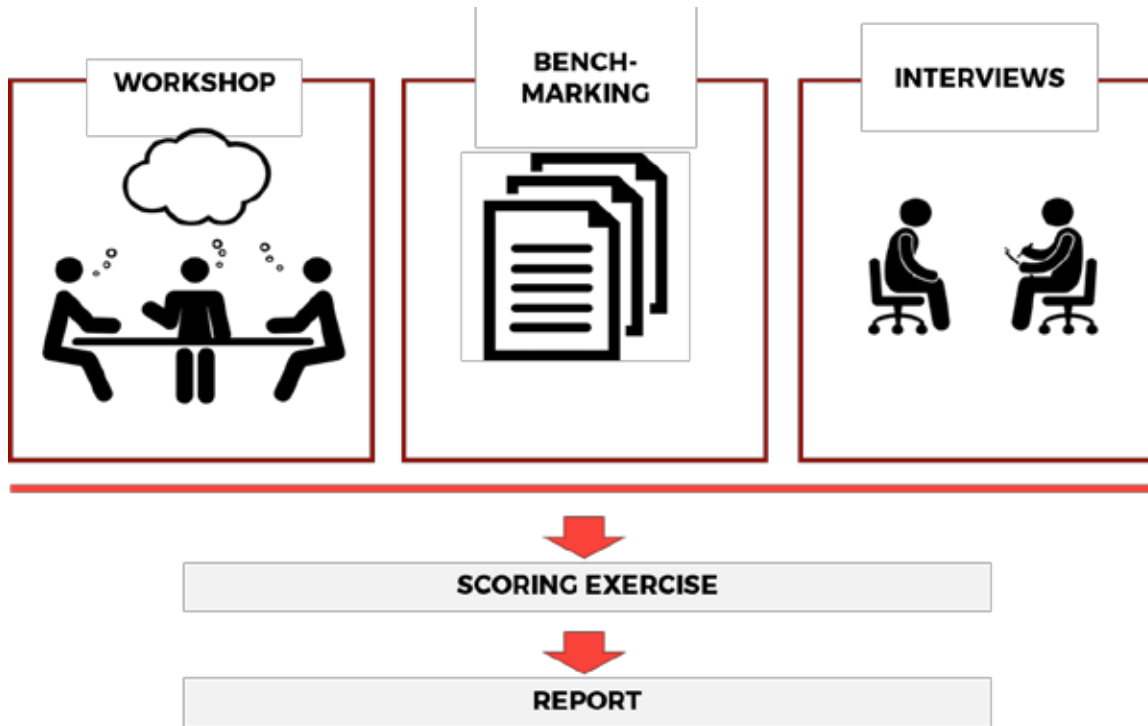 WORKSHOP
BENCH-
MARKING
INTERVIEWS
SCORING EXERCISE
REPORT